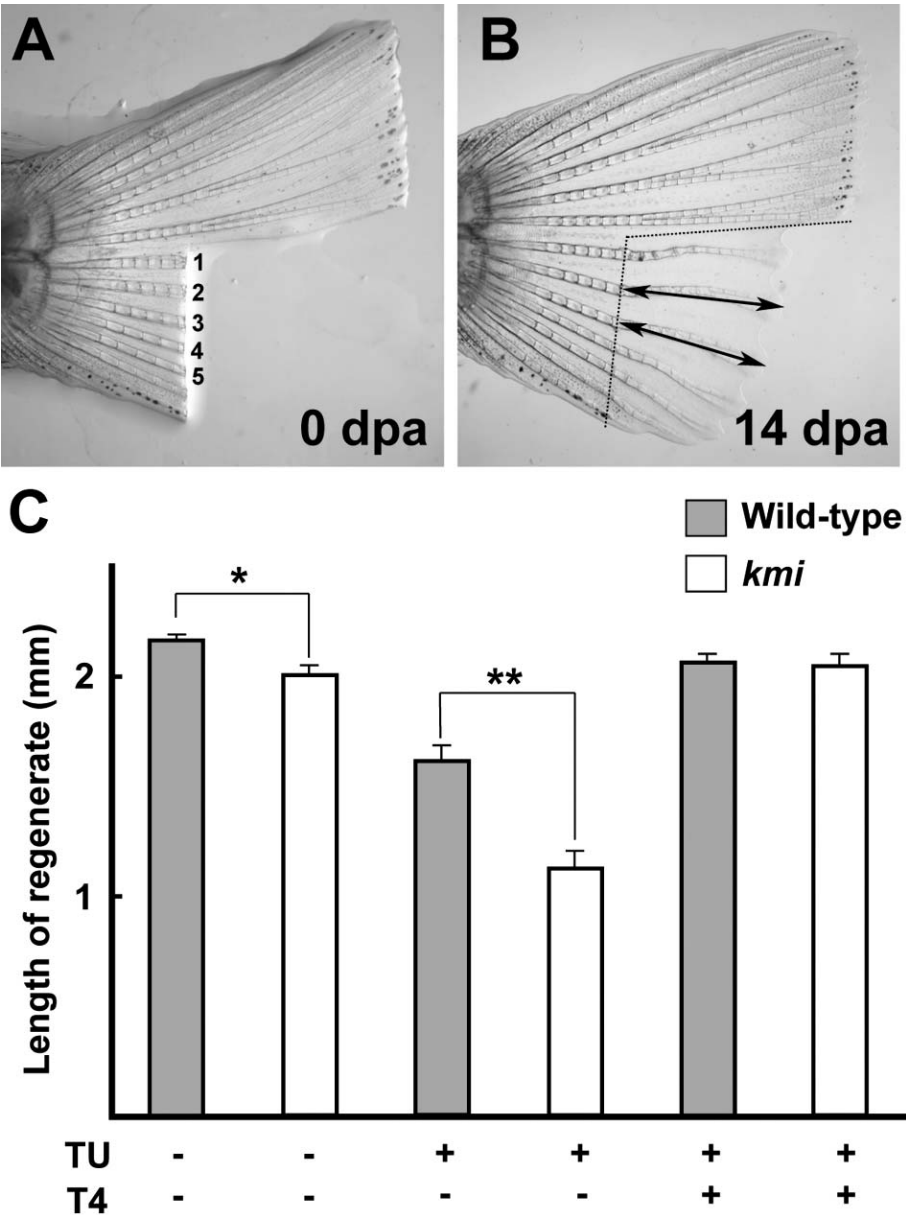 A
B
1
2
3
4
5
0 dpa
14 dpa
C
Wild-type
kmi
*
**
Length of regenerate (mm)
2
1
TU - - + + + +
T4 - - - - + +